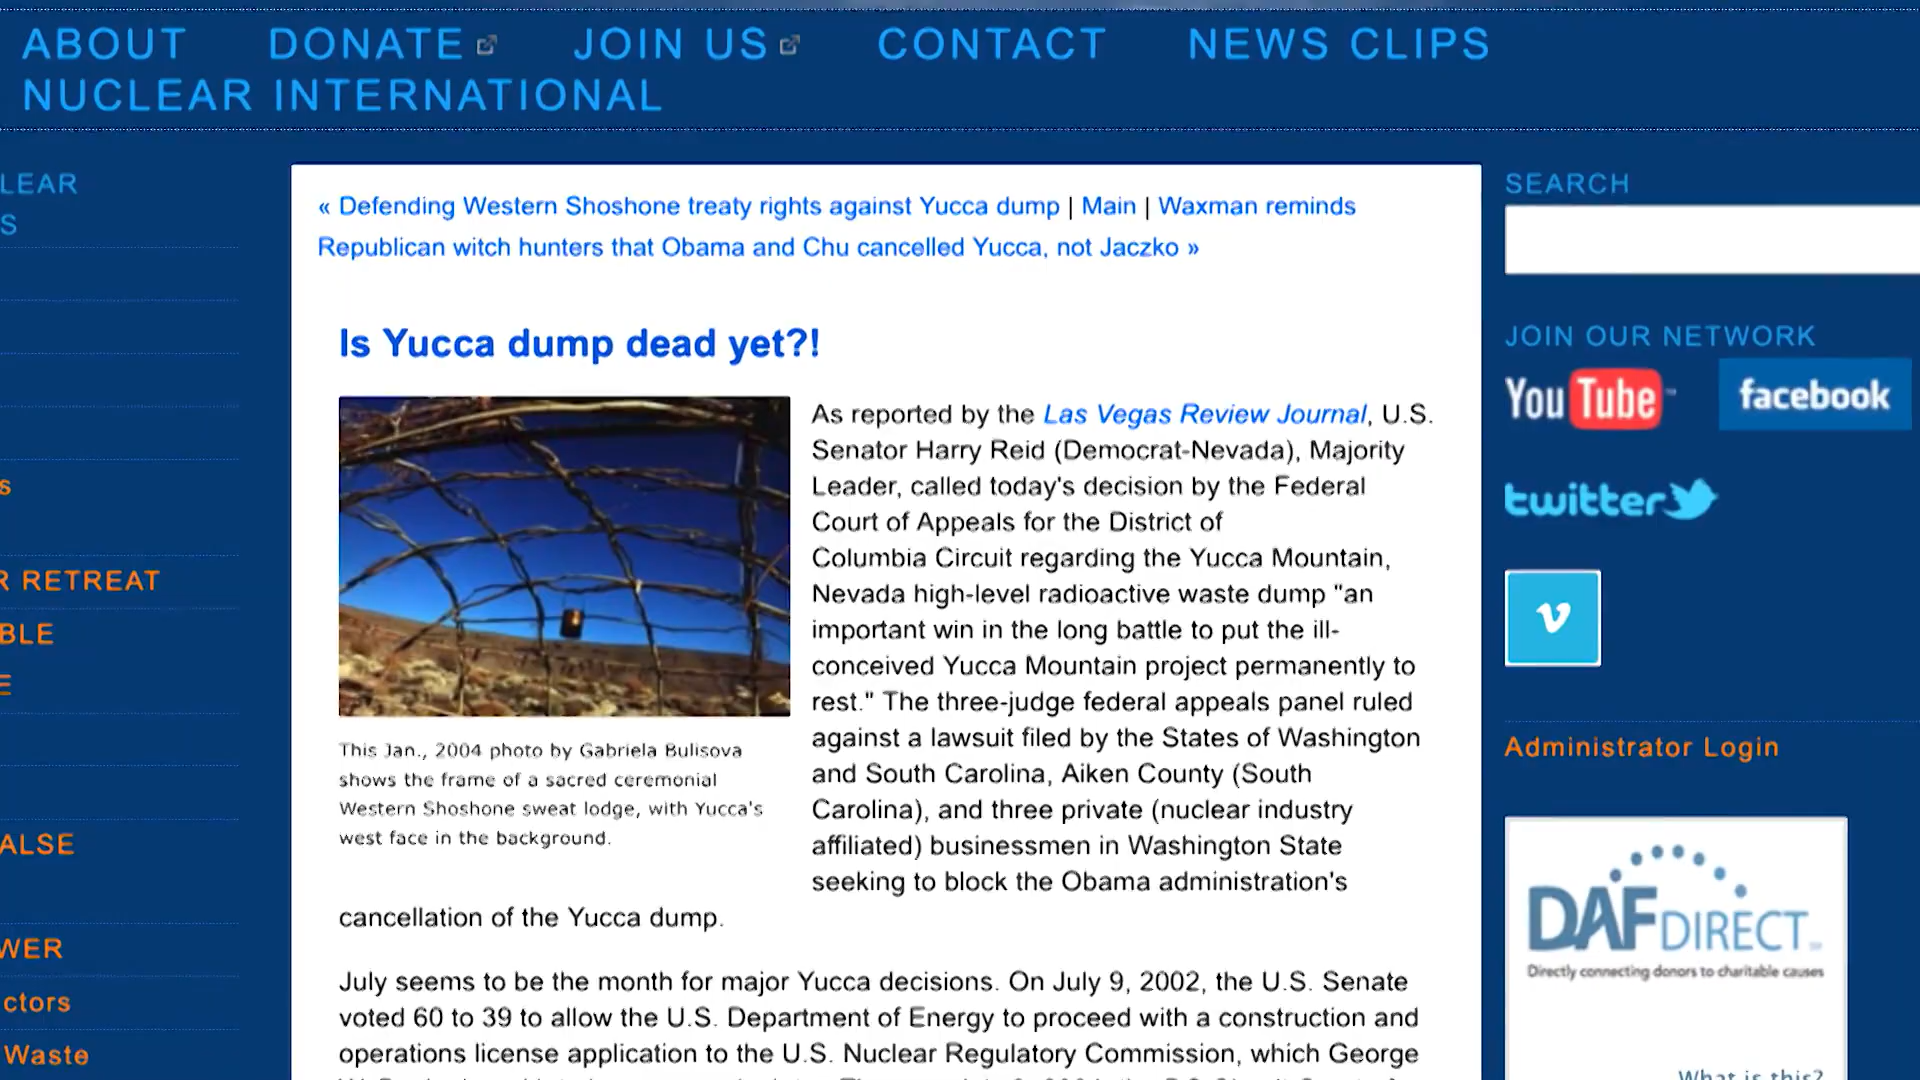 ABOUT DONATE JOIN US CONTACT NEWS CLIPS
NUCLEAR INTERNATIONAL
LEAR
S
s
R RETREAT
BLE
E
ALSE
WER
ctors
Waste
« Defending Western Shoshone treaty rights against Yucca dump | Main | Waxman reminds
Republican witch hunters that Obama and Chu cancelled Yucca, not Jaczko »
Is Yucca dump dead yet?!
This Jan., 2004 photo by Gabriela Bulisova
shows the frame of a sacred ceremonial
Western Shoshone sweat lodge, with Yucca's
west face in the background.
As reported by the Las Vegas Review Journal, U.S.
Senator Harry Reid (Democrat-Nevada), Majority
Leader, called today's decision by the Federal
Court of Appeals for the District of
Columbia Circuit regarding the Yucca Mountain,
Nevada high-level radioactive waste dump "an
important win in the long battle to put the ill-
conceived Yucca Mountain project permanently to
rest." The three-judge federal appeals panel ruled
against a lawsuit filed by the States of Washington
and South Carolina, Aiken County (South
Carolina), and three private (nuclear industry
affiliated) businessmen in Washington State
seeking to block the Obama administration's
cancellation of the Yucca dump.
July seems to be the month for major Yucca decisions. On July 9, 2002, the U.S. Senate
voted 60 to 39 to allow the U.S. Department of Energy to proceed with a construction and
operations license application to the U.S. Nuclear Regulatory Commission, which George
SEARCH
JOIN OUR NETWORK
YouTube
facebook
twitter
Administrator Login
DAFDIRECT
Directly connecting donors to charitable causes
What is this?